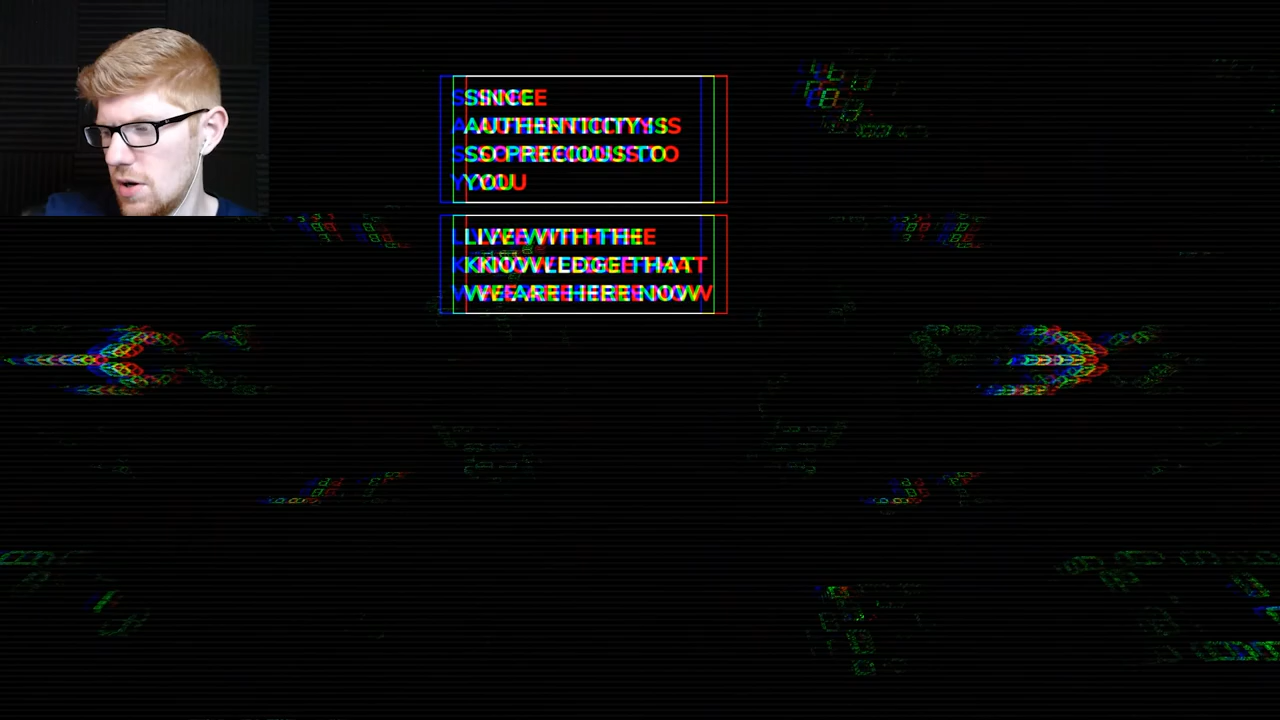 SINCE
AUTHENTICITY IS
SO PRECIOUS TO
YOU
LIVE WITH THE
KNOWLEDGE THAT
WE ARE HERE NOW